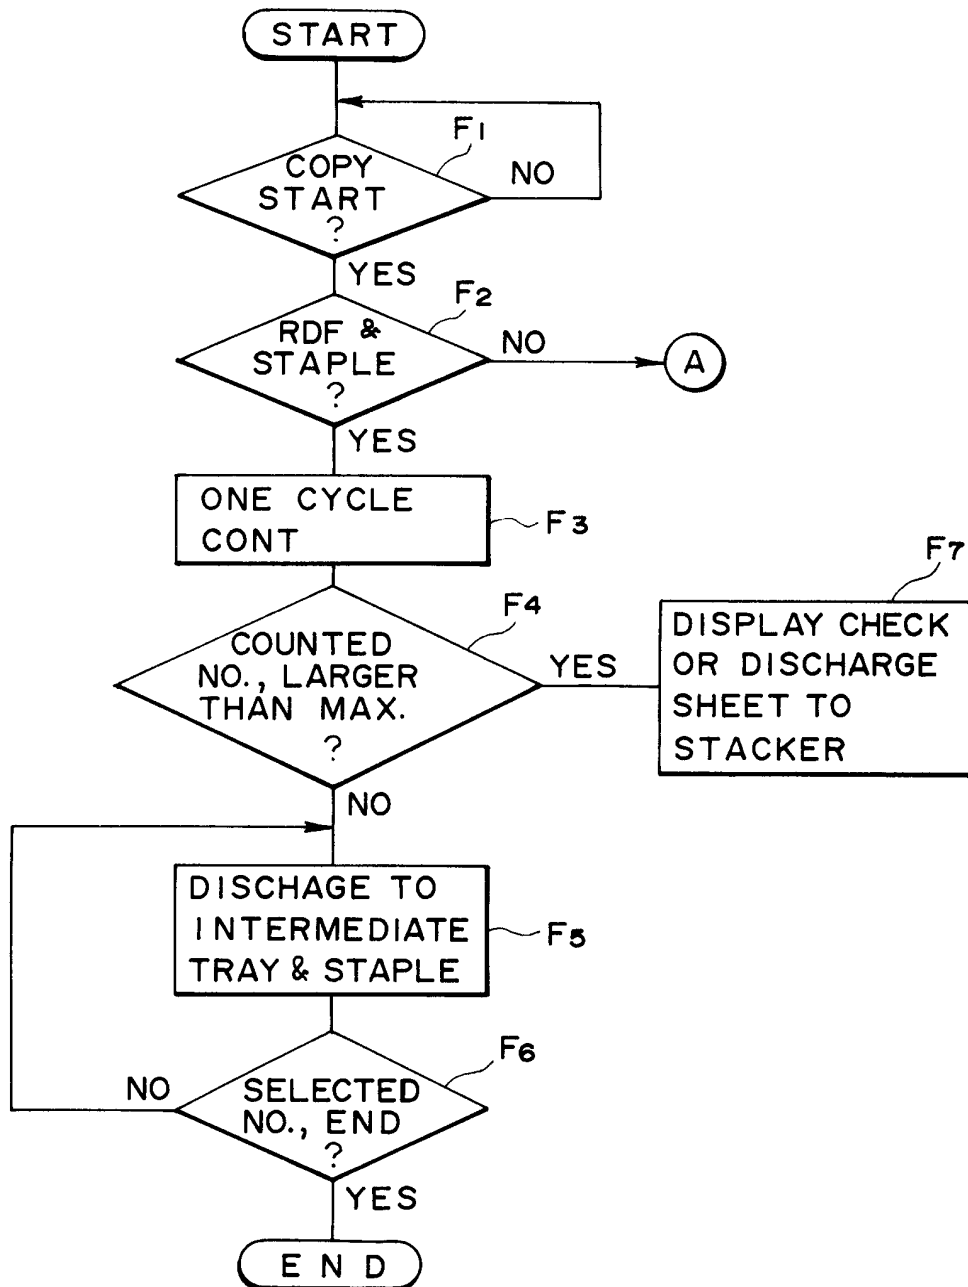 START
F1
COPY
START
?
NO
YES
F2
RDF &
STAPLE
?
NO
A
YES
ONE CYCLE
CONT
F3
F4
COUNTED
NO., LARGER
THAN MAX.
?
YES
F7
DISPLAY CHECK
OR DISCHARGE
SHEET TO
STACKER
NO
DISCHAGE TO
INTERMEDIATE
TRAY & STAPLE
F5
F6
NO
SELECTED
NO., END
?
YES
END